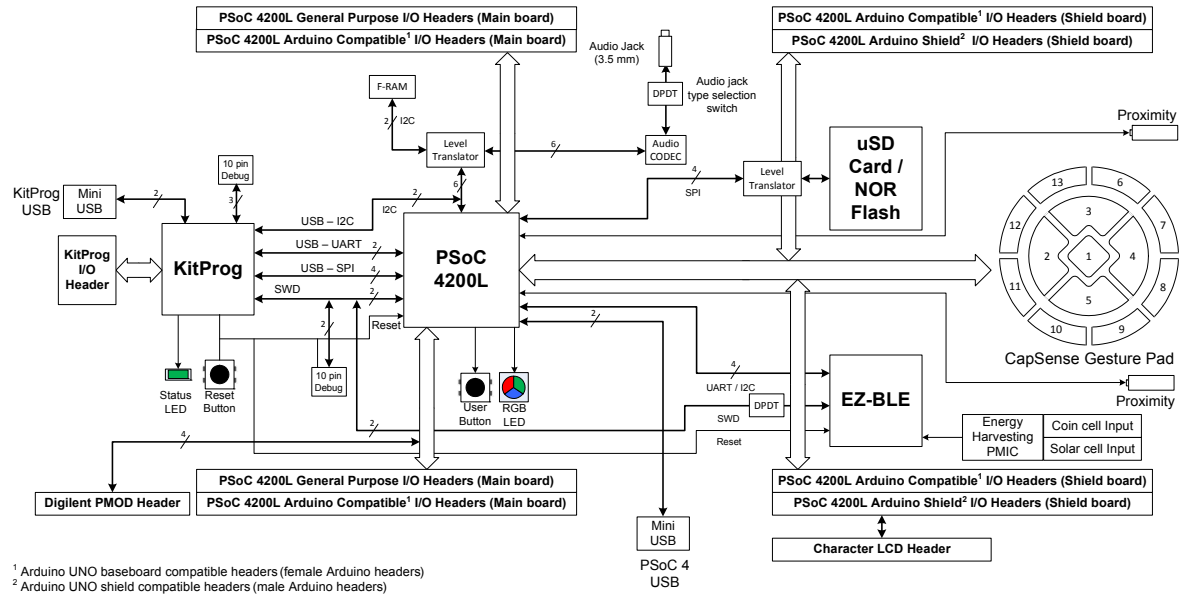 PSoC 4200L General Purpose I/O Headers (Main board)
PSoC 4200L Arduino Compatible1 I/O Headers (Main board)
PSoC 4200L Arduino Compatible1 I/O Headers (Shield board)
PSoC 4200L Arduino Shield2 I/O Headers (Shield board)
Audio Jack
(3.5 mm)
DPDT
Audio jack
type selection
switch
F-RAM
2
I2C
Level
Translator
6
Audio
CODEC
6
Level
Translator
4
SPI
uSD
Card /
NOR
Flash
Proximity
10 pin
Debug
3
KitProg
USB
Mini
USB
2
KitProg
I/O
Header
KitProg
USB – I2C
2
I2C
USB – UART
2
USB – SPI
4
SWD
2
2
Reset
PSoC
4200L
2
13
6
12
3
7
2
1
4
11
5
8
10
9
CapSense Gesture Pad
Status
LED
Reset
Button
10 pin
Debug
User
Button
RGB
LED
4
UART / I2C
DPDT
SWD
2
Reset
EZ-BLE
Proximity
Energy
Harvesting
PMIC
Coin cell Input
Solar cell Input
4
Digilent PMOD Header
PSoC 4200L General Purpose I/O Headers (Main board)
PSoC 4200L Arduino Compatible1 I/O Headers (Main board)
Mini
USB
PSoC 4
USB
PSoC 4200L Arduino Compatible1 I/O Headers (Shield board)
PSoC 4200L Arduino Shield2 I/O Headers (Shield board)
Character LCD Header
1 Arduino UNO baseboard compatible headers (female Arduino headers)
2 Arduino UNO shield compatible headers (male Arduino headers)